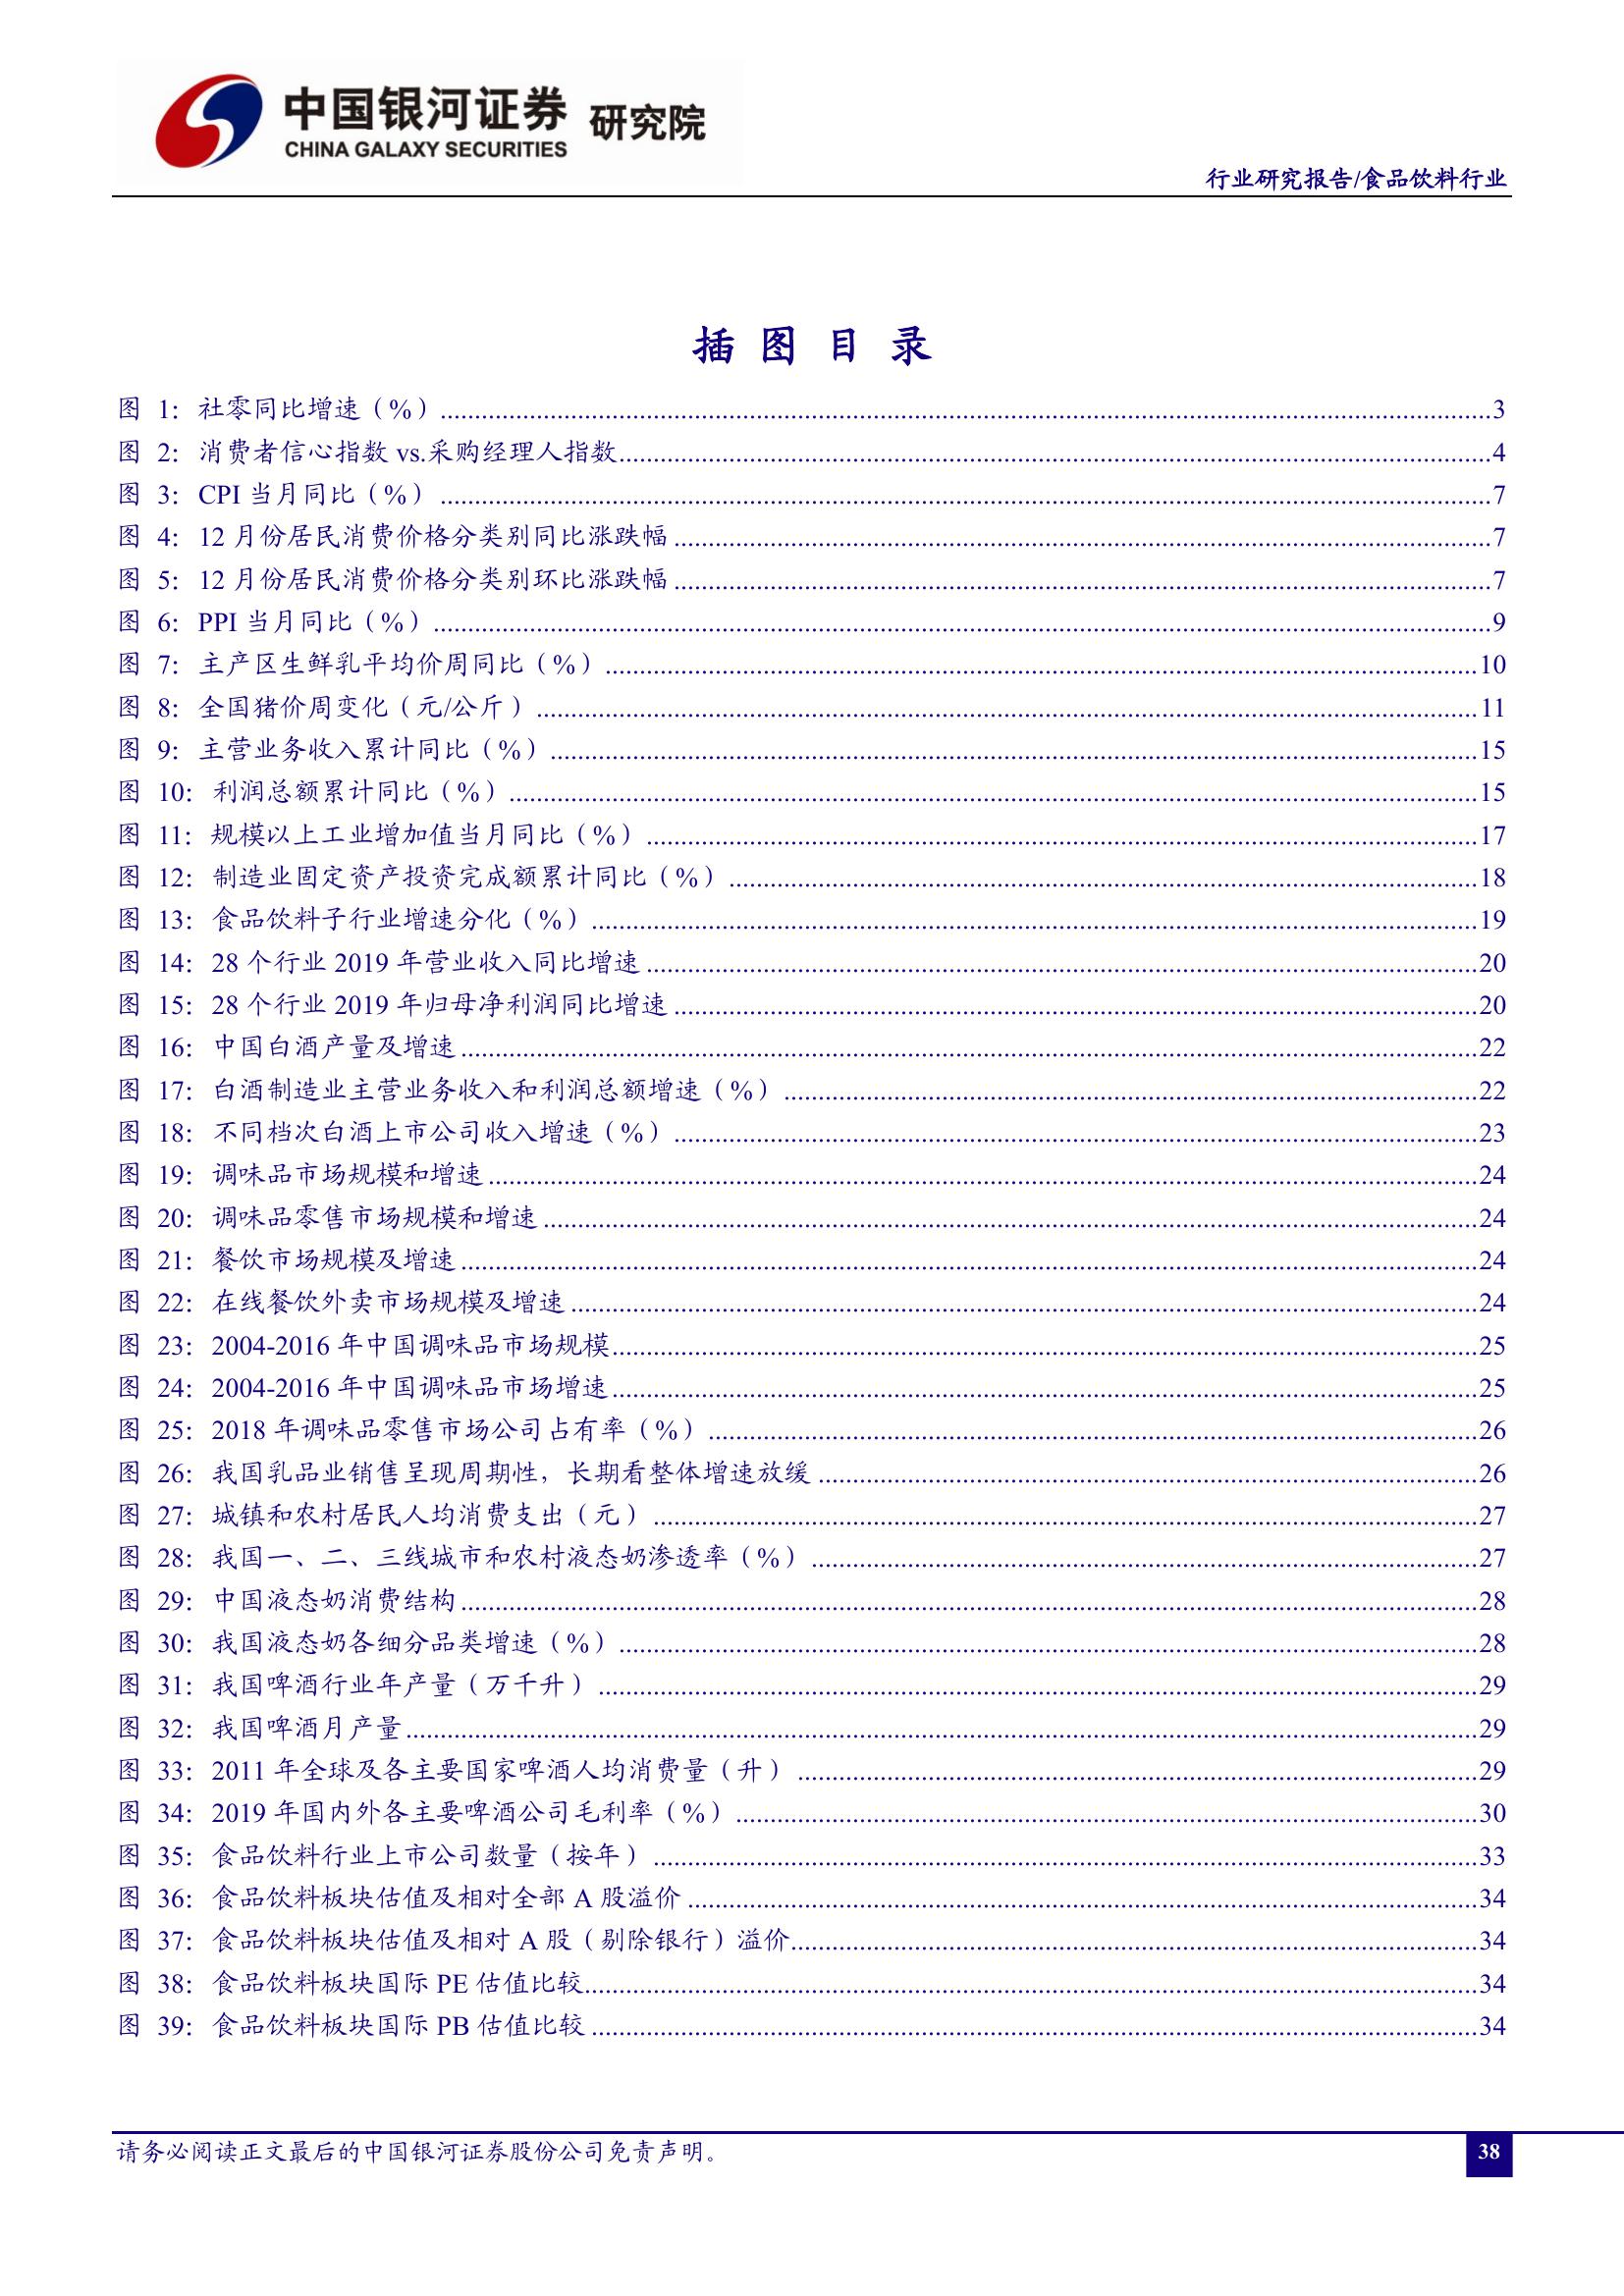 中国银河证券 研究院
CHINA GALAXY SECURITIES
行业研究报告/食品饮料行业
插 图 目 录
图 1: 社零同比增速（%）3
图 2: 消费者信心指数 vs.采购经理人指数4
图 3: CPI 当月同比（%）7
图 4: 12 月份居民消费价格分类别同比涨跌幅7
图 5: 12 月份居民消费价格分类别环比涨跌幅7
图 6: PPI 当月同比（%）9
图 7: 主产区生鲜乳平均价周同比（%）10
图 8: 全国猪价周变化（元/公斤）11
图 9: 主营业务收入累计同比（%）15
图 10: 利润总额累计同比（%）15
图 11: 规模以上工业增加值当月同比（%）17
图 12: 制造业固定资产投资完成额累计同比（%）18
图 13: 食品饮料子行业增速分化（%）19
图 14: 28 个行业 2019 年营业收入同比增速20
图 15: 28 个行业 2019 年归母净利润同比增速20
图 16: 中国白酒产量及增速22
图 17: 白酒制造业主营业务收入和利润总额增速（%）22
图 18: 不同档次白酒上市公司收入增速（%）23
图 19: 调味品市场规模和增速24
图 20: 调味品零售市场规模和增速24
图 21: 餐饮市场规模及增速24
图 22: 在线餐饮外卖市场规模及增速24
图 23: 2004-2016 年中国调味品市场规模25
图 24: 2004-2016 年中国调味品市场增速25
图 25: 2018 年调味品零售市场公司占有率（%）26
图 26: 我国乳品业销售呈现周期性，长期看整体增速放缓26
图 27: 城镇和农村居民人均消费支出（元）27
图 28: 我国一、二、三线城市和农村液态奶渗透率（%）27
图 29: 中国液态奶消费结构28
图 30: 我国液态奶各细分品类增速（%）28
图 31: 我国啤酒行业年产量（万千升）29
图 32: 我国啤酒月产量29
图 33: 2011 年全球及各主要国家啤酒人均消费量（升）29
图 34: 2019 年国内外各主要啤酒公司毛利率（%）30
图 35: 食品饮料行业上市公司数量（按年）33
图 36: 食品饮料板块估值及相对全部 A 股溢价34
图 37: 食品饮料板块估值及相对 A 股（剔除银行）溢价34
图 38: 食品饮料板块国际 PE 估值比较34
图 39: 食品饮料板块国际 PB 估值比较34
请务必阅读正文最后的中国银河证券股份公司免责声明。
38